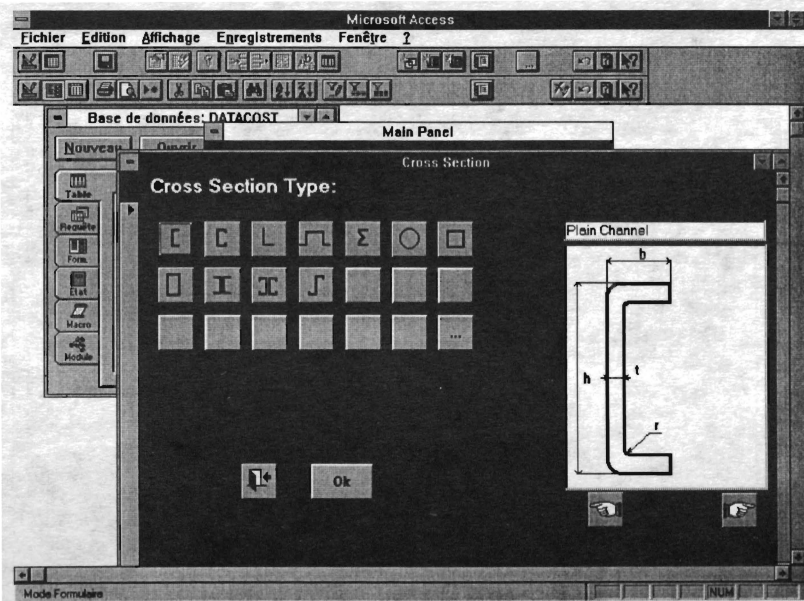 Microsoft Access
Fichier Edition Affichage Enregistrements Fenêtre ?
Base de données: DATACOST
Main Panel
Nouveau Ouvrir
Cross Section
Table
Cross Section Type:
Requête
Plain Channel
Form.
b
Etat
Macro
Module
h
t
r
...
Ok
Mode Formulaire
NUM